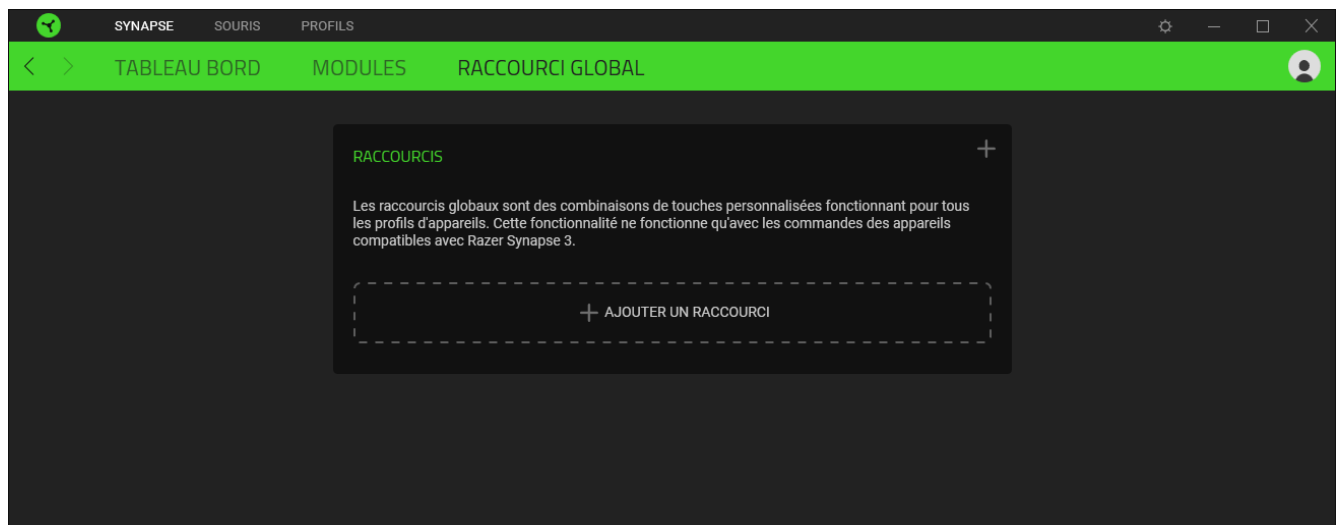 SYNAPSE SOURIS PROFILS
TABLEAU BORD MODULES RACCOURCI GLOBAL
RACCOURCIS
Les raccourcis globaux sont des combinaisons de touches personnalisées fonctionnant pour tous
les profils d'appareils. Cette fonctionnalité ne fonctionne qu'avec les commandes des appareils
compatibles avec Razer Synapse 3.
AJOUTER UN RACCOURCI